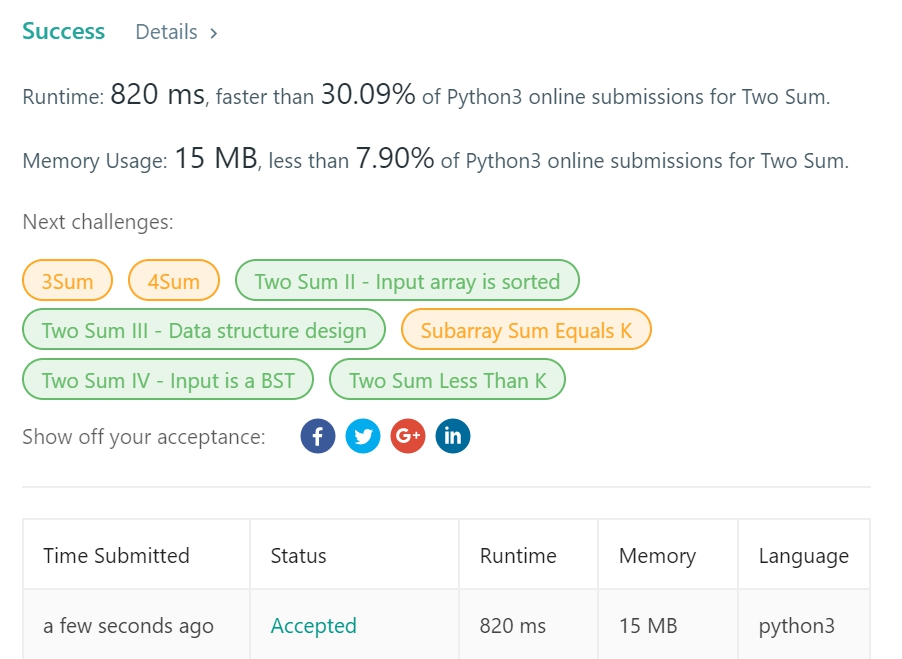 Success Details >
Runtime: 820 ms, faster than 30.09% of Python3 online submissions for Two Sum.
Memory Usage: 15 MB, less than 7.90% of Python3 online submissions for Two Sum.
Next challenges:
3Sum 4Sum Two Sum II - Input array is sorted
Two Sum III - Data structure design Subarray Sum Equals K
Two Sum IV - Input is a BST Two Sum Less Than K
Show off your acceptance: f G+ in
Time Submitted Status Runtime Memory Language
a few seconds ago Accepted 820 ms 15 MB python3